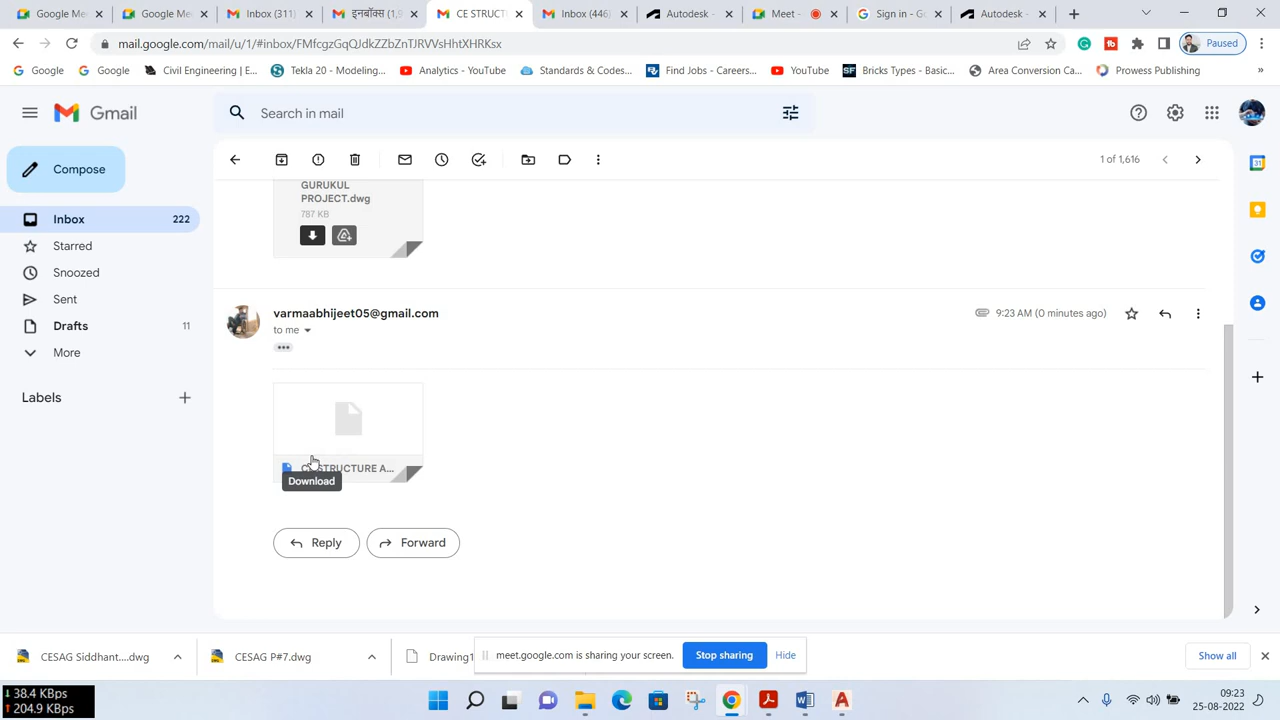 Google Me
Google Me
Inbox (311)
इनबॉक्स (1,9
CE STRUCT
Inbox (446)
Autodesk
Meet -
Sign in - Go
Autodesk -
mail.google.com/mail/u/1/#inbox/FMfcgzGqQJdkZZbZnTJRVVsHhtXHRKsx
Paused
Google
Google
Civil Engineering | E...
Tekla 20 - Modeling...
Analytics - YouTube
Standards & Codes...
Find Jobs - Careers...
YouTube
SF
Bricks Types - Basic...
Area Conversion Ca...
Prowess Publishing
»
Gmail
Search in mail
Compose
1 of 1,616
Inbox 222
Starred
Snoozed
Sent
Drafts 11
More
Labels
GURUKUL
PROJECT.dwg
787 KB
varmaabhijeet05@gmail.com
9:23 AM (0 minutes ago)
to me
CE STRUCTURE A...
Download
Reply
Forward
CESAG Siddhant....dwg
CESAG P#7.dwg
Drawing1
meet.google.com is sharing your screen.
Stop sharing
Hide
Show all
38.4 KBps
204.9 KBps
09:23
25-08-2022